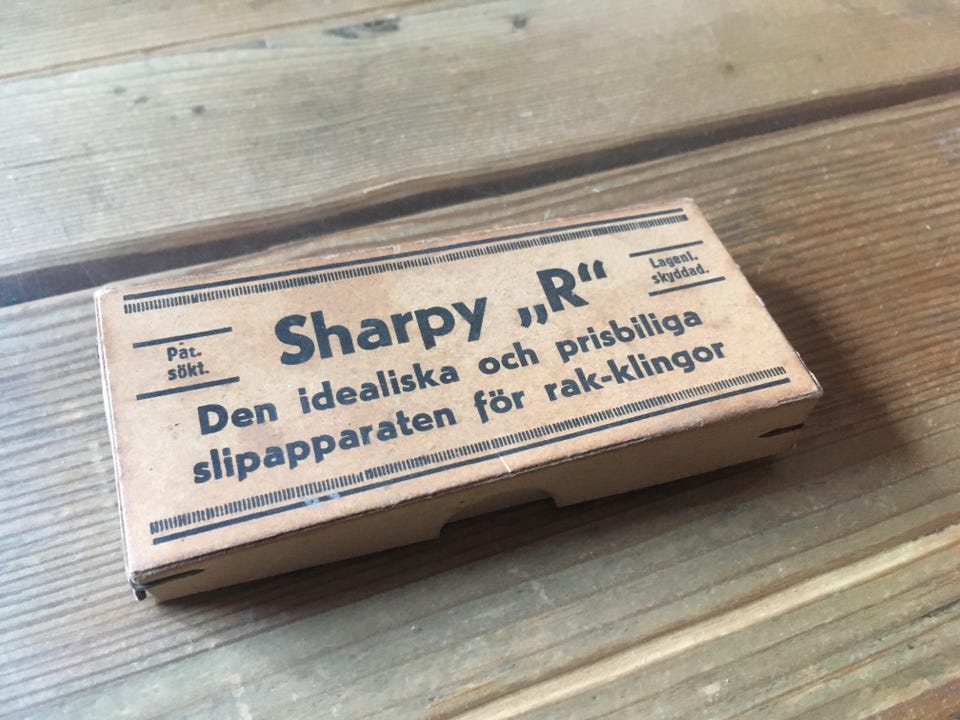 Sharpy „R“
Pat.
sökt.
Lagenl.
skyddad.
Den idealiska och prisbiliga
slipapparaten för rak-klingor